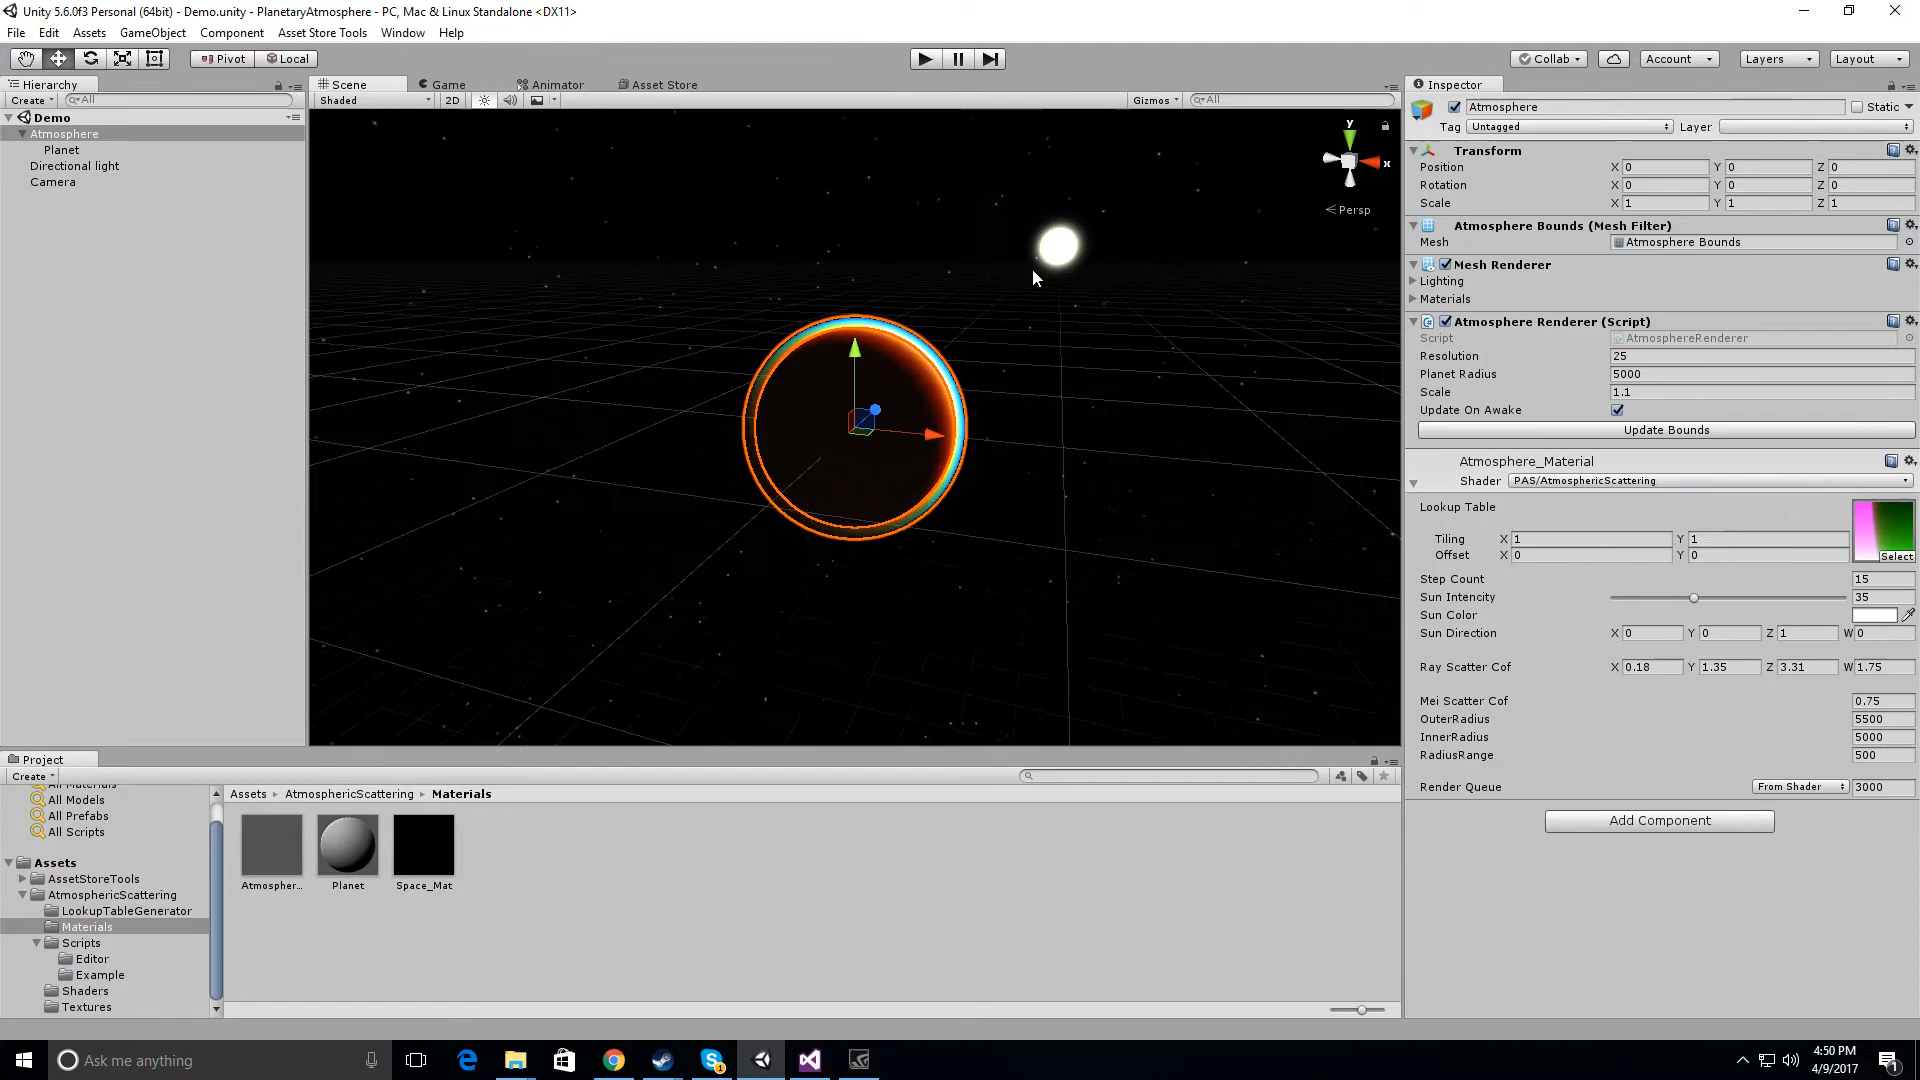 Unity 5.6.0f3 Personal (64bit) - Demo.unity - PlanetaryAtmosphere - PC, Mac & Linux Standalone <DX11>
File Edit Assets GameObject Component Asset Store Tools Window Help
Pivot Local Collab Account Layers Layout
Hierarchy
Create All
Demo
Atmosphere
Planet
Directional light
Camera
Scene Game Animator Asset Store
Shaded 2D Gizmos All
y
x
Persp
Inspector
Atmosphere Static
Tag Untagged Layer
Transform
Position X 0 Y 0 Z 0
Rotation X 0 Y 0 Z 0
Scale X 1 Y 1 Z 1
Atmosphere Bounds (Mesh Filter)
Mesh Atmosphere Bounds
Mesh Renderer
Lighting
Materials
Atmosphere Renderer (Script)
Script AtmosphereRenderer
Resolution 25
Planet Radius 5000
Scale 1.1
Update On Awake
Update Bounds
Atmosphere_Material
Shader PAS/AtmosphericScattering
Lookup Table
Tiling X 1 Y 1
Offset X 0 Y 0
Select
Step Count 15
Sun Intencity 35
Sun Color
Sun Direction X 0 Y 0 Z 1 W 0
Ray Scatter Cof X 0.18 Y 1.35 Z 3.31 W 1.75
Mei Scatter Cof 0.75
OuterRadius 5500
InnerRadius 5000
RadiusRange 500
Render Queue From Shader 3000
Add Component
Project
Create
All Materials
All Models
All Prefabs
All Scripts
Assets
AssetStoreTools
AtmosphericScattering
LookupTableGenerator
Materials
Scripts
Editor
Example
Shaders
Textures
Assets AtmosphericScattering Materials
Atmospher... Planet Space_Mat
Ask me anything
4:50 PM
4/9/2017
1
1